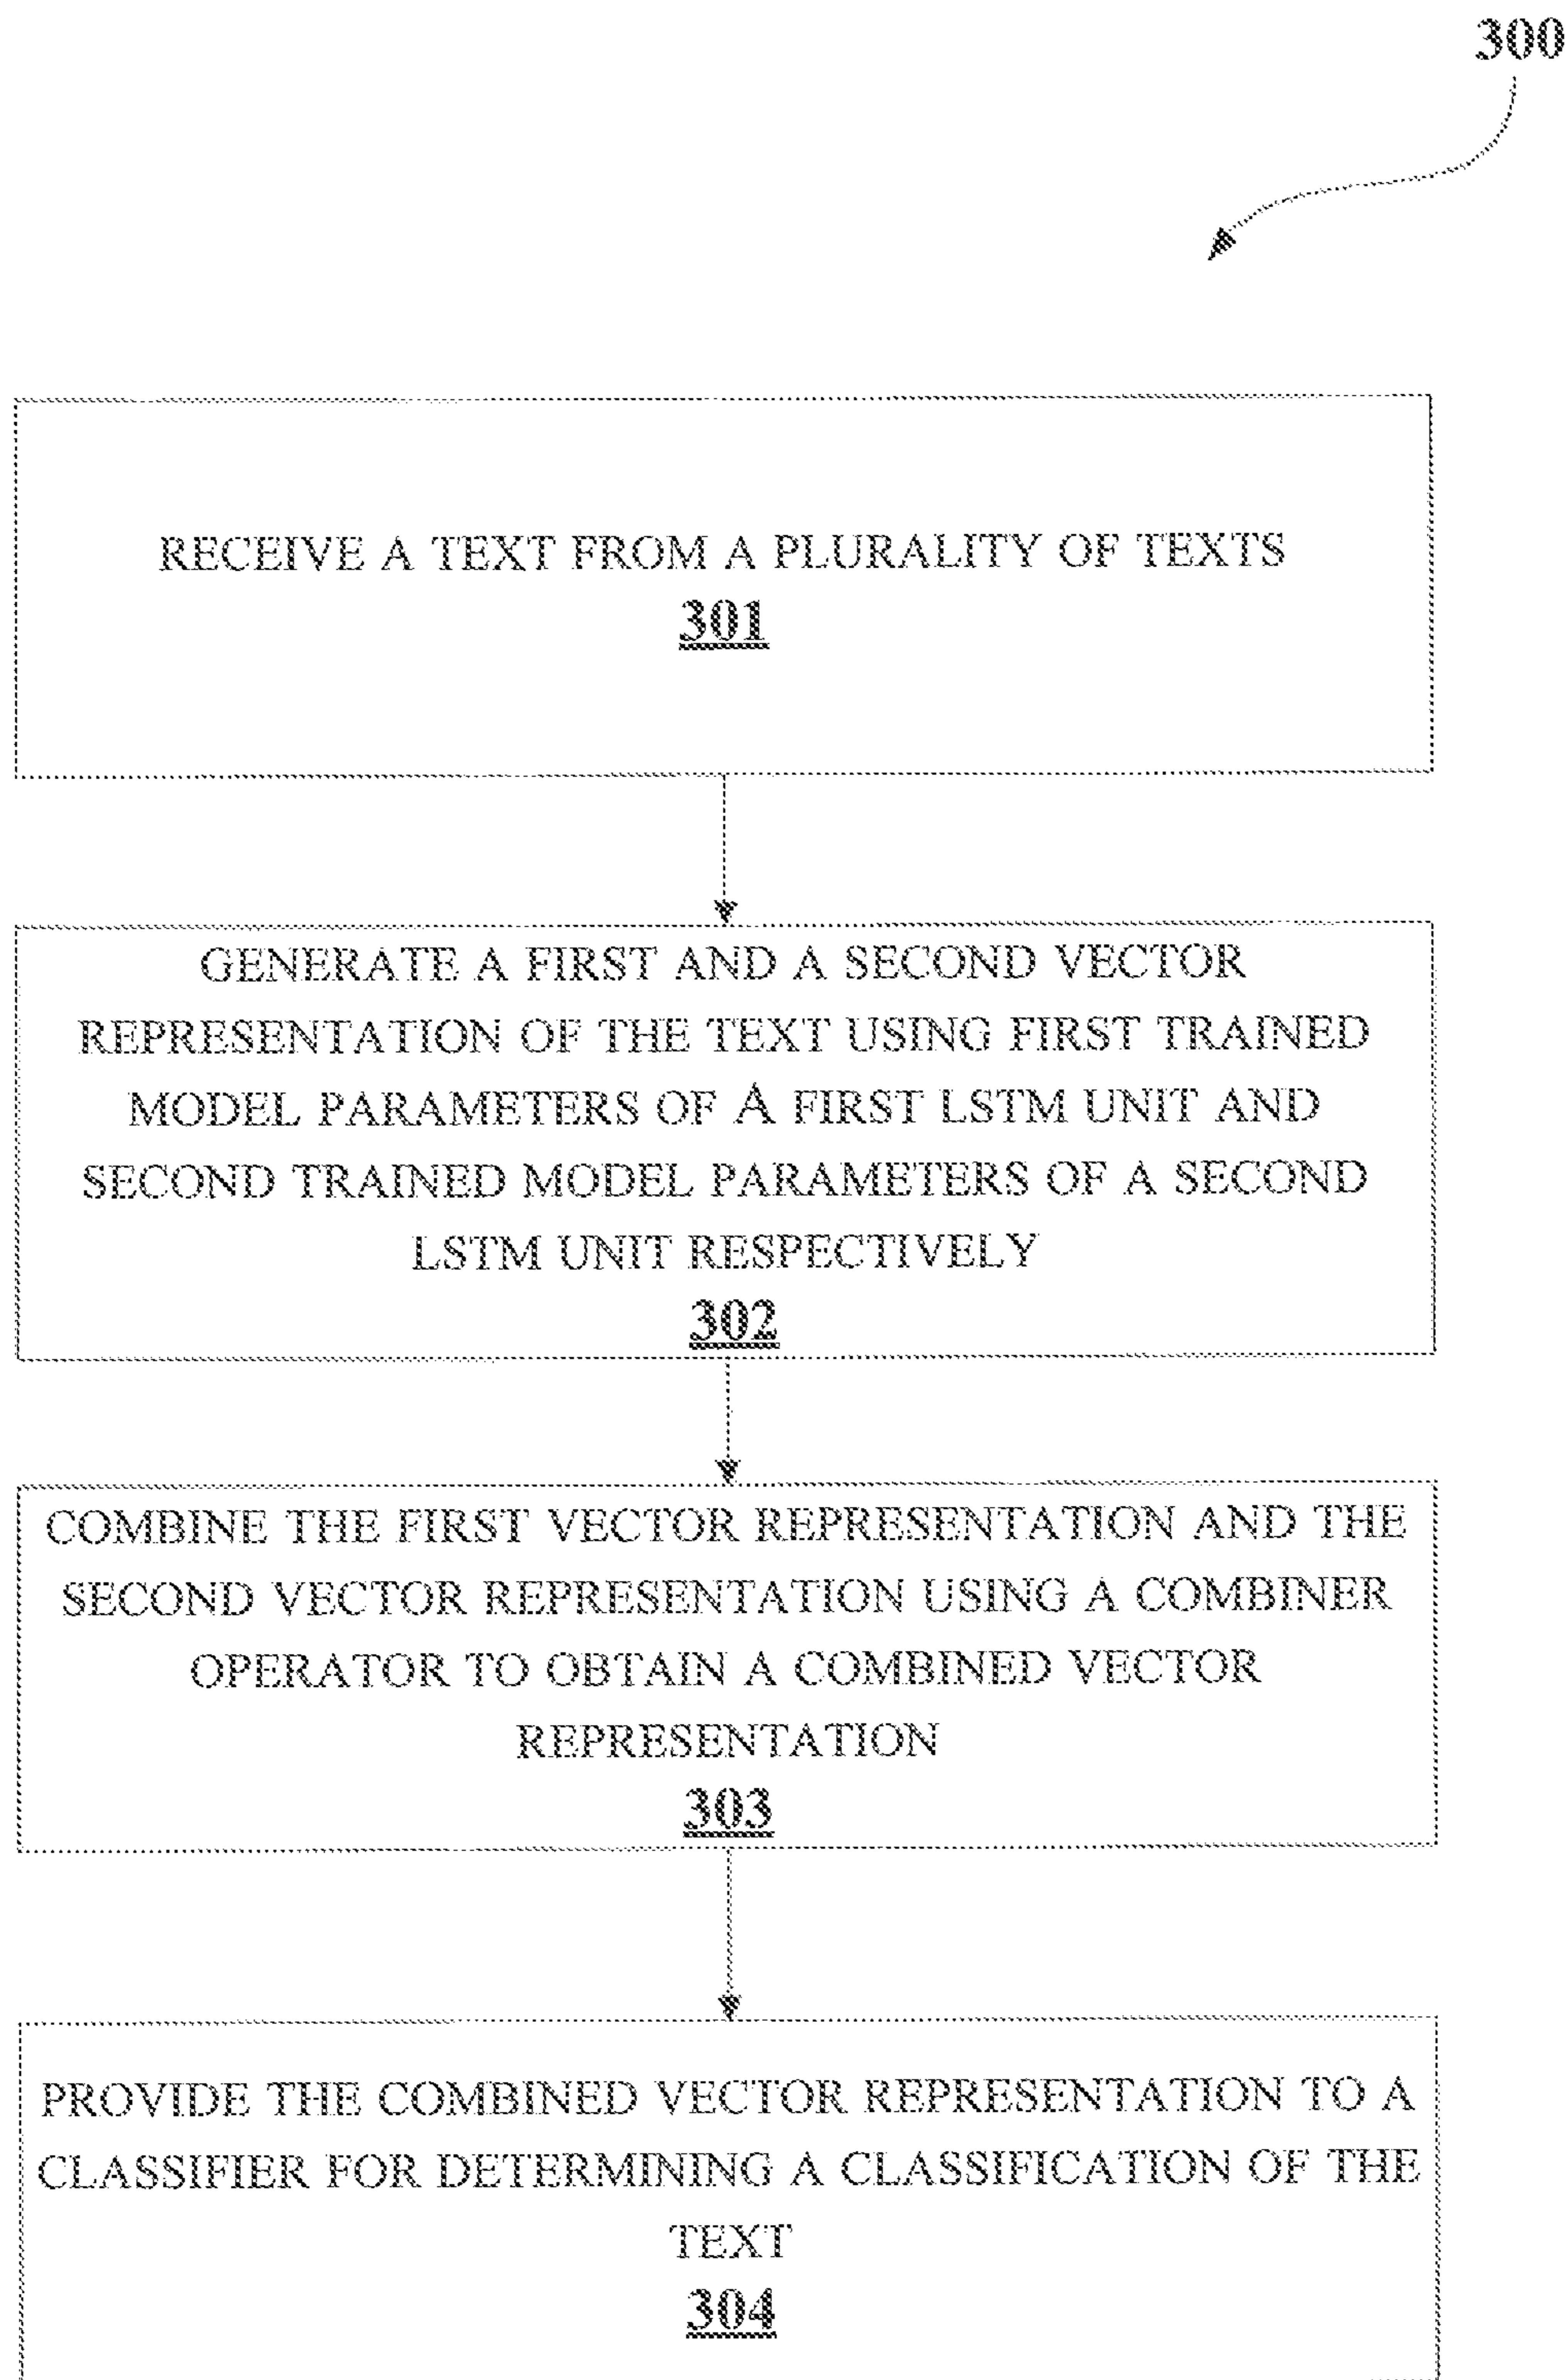 300
RECEIVE A TEXT FROM A PLURALITY OF TEXTS
301
GENERATE A FIRST AND A SECOND VECTOR
REPRESENTATION OF THE TEXT USING FIRST TRAINED
MODEL PARAMETERS OF A FIRST LSTM UNIT AND
SECOND TRAINED MODEL PARAMETERS OF A SECOND
LSTM UNIT RESPECTIVELY
302
COMBINE THE FIRST VECTOR REPRESENTATION AND THE
SECOND VECTOR REPRESENTATION USING A COMBINER
OPERATOR TO OBTAIN A COMBINED VECTOR
REPRESENTATION
303
PROVIDE THE COMBINED VECTOR REPRESENTATION TO A
CLASSIFIER FOR DETERMINING A CLASSIFICATION OF THE
TEXT
304